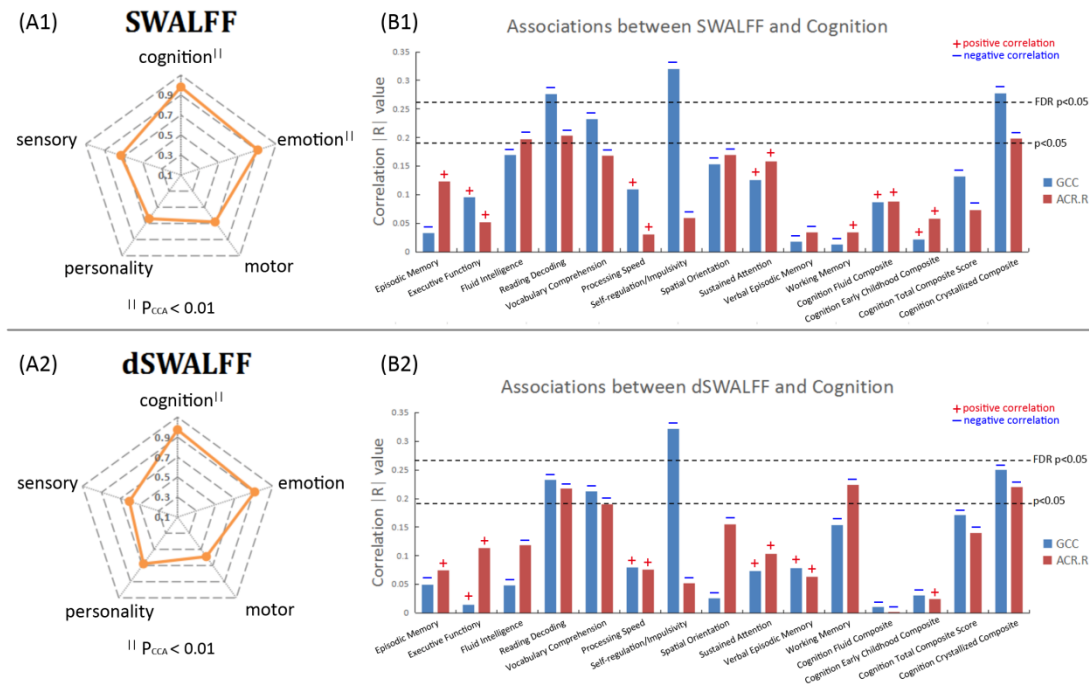 (A1)
SWALFF
cognition||
0.9
0.7
0.5
0.3
0.1
sensory
emotion||
personality
motor
|| PCCA < 0.01
(B1)
Associations between SWALFF and Cognition
+ positive correlation
− negative correlation
Correlation |R| value
0.35
0.3
0.25
0.2
0.15
0.1
0.05
0
FDR p<0.05
p<0.05
GCC
ACR.R
Episodic Memory
Executive Functiony
Fluid Intelligence
Reading Decoding
Vocabulary Comprehension
Processing Speed
Self-regulation/Impulsivity
Spatial Orientation
Sustained Attention
Verbal Episodic Memory
Working Memory
Cognition Fluid Composite
Cognition Early Childhood Composite
Cognition Total Composite Score
Cognition Crystallized Composite
(A2)
dSWALFF
cognition||
0.9
0.7
0.5
0.3
0.1
sensory
emotion
personality
motor
|| PCCA < 0.01
(B2)
Associations between dSWALFF and Cognition
+ positive correlation
− negative correlation
Correlation |R| value
0.35
0.3
0.25
0.2
0.15
0.1
0.05
0
FDR p<0.05
p<0.05
GCC
ACR.R
Episodic Memory
Executive Functiony
Fluid Intelligence
Reading Decoding
Vocabulary Comprehension
Processing Speed
Self-regulation/Impulsivity
Spatial Orientation
Sustained Attention
Verbal Episodic Memory
Working Memory
Cognition Fluid Composite
Cognition Early Childhood Composite
Cognition Total Composite Score
Cognition Crystallized Composite